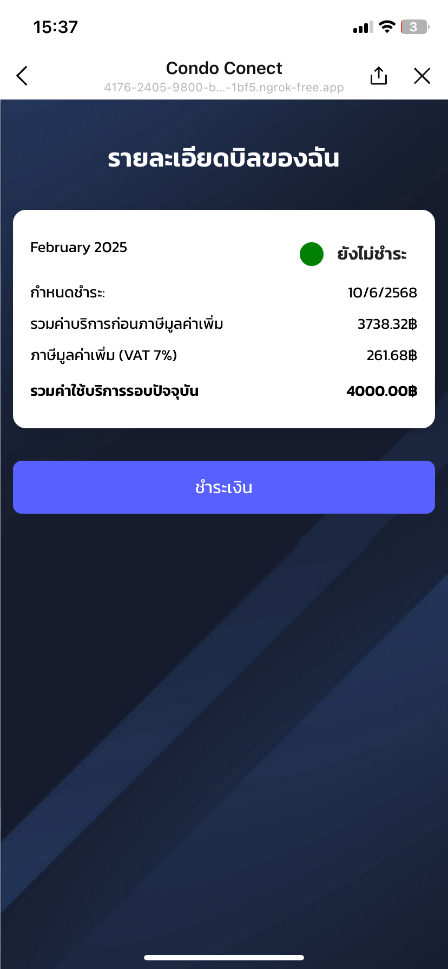 15:37
3
Condo Conect
4176-2405-9800-b...-1bf5.ngrok-free.app
รายละเอียดบิลของฉัน
February 2025
ยังไม่ชำระ
กำหนดชำระ: 10/6/2568
รวมค่าบริการก่อนภาษีมูลค่าเพิ่ม 3738.32฿
ภาษีมูลค่าเพิ่ม (VAT 7%) 261.68฿
รวมค่าใช้บริการรอบปัจจุบัน 4000.00฿
ชำระเงิน